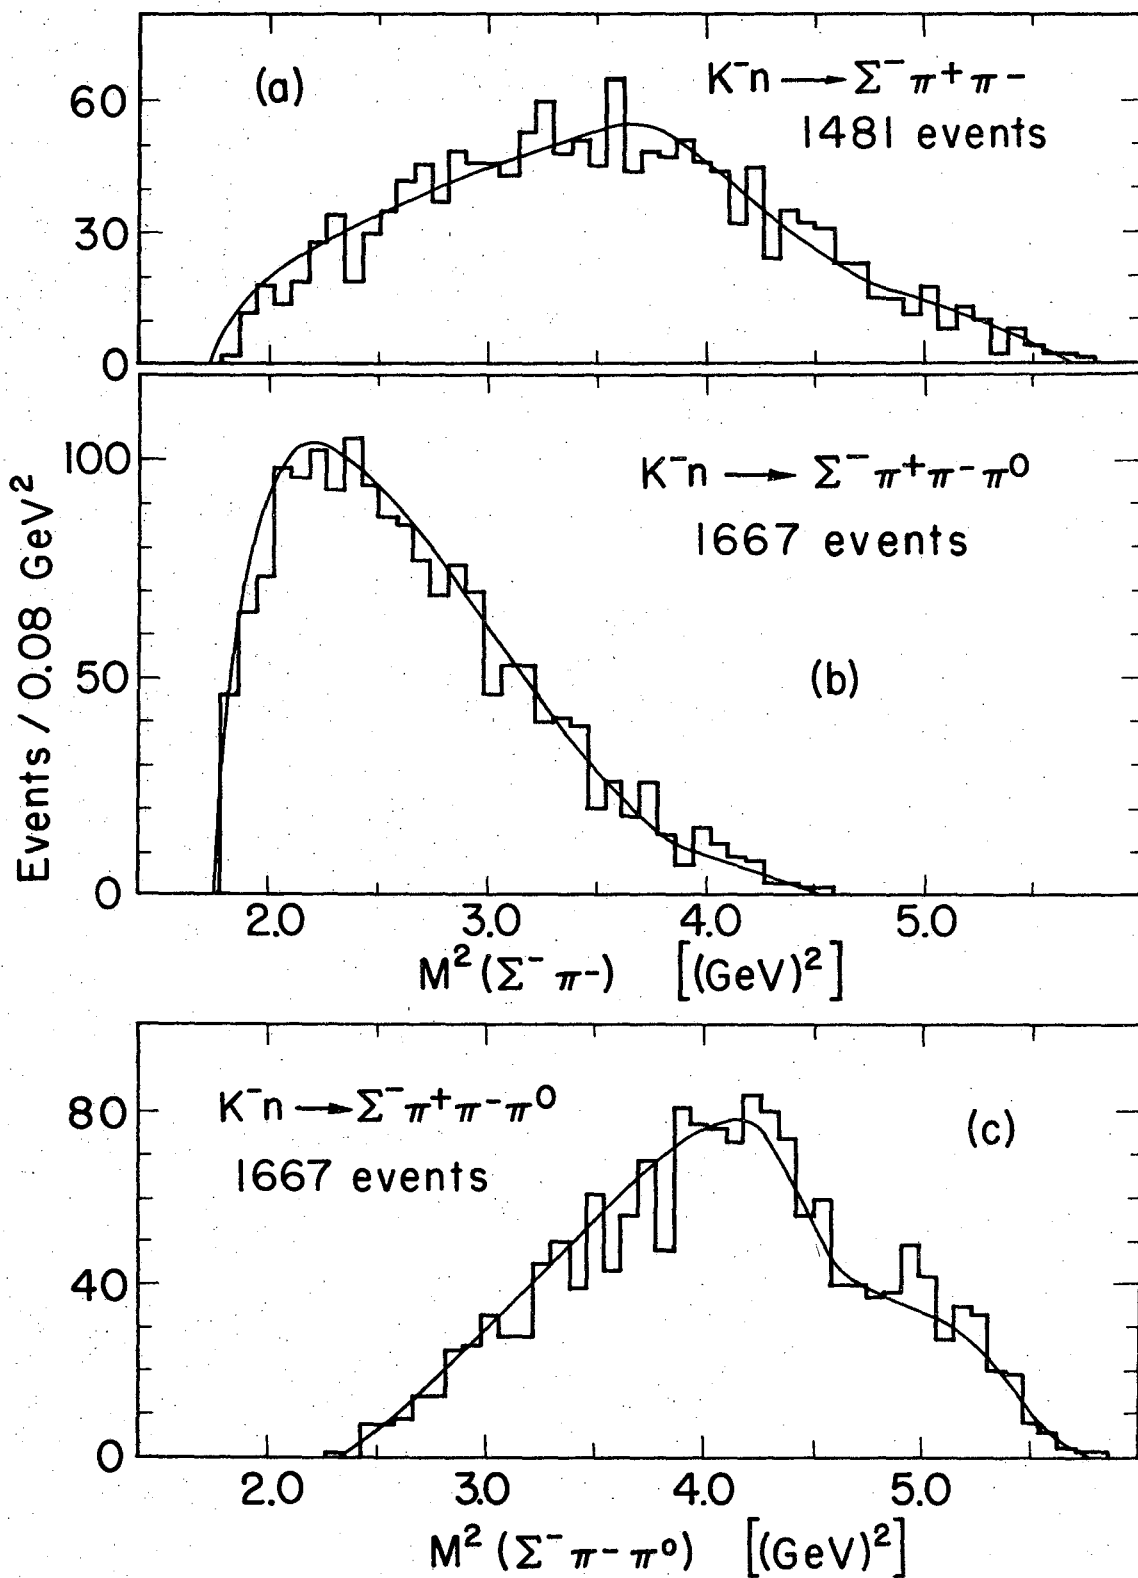 (a)
K⁻n → Σ⁻π⁺π⁻
1481 events
60
30
0
Events / 0.08 GeV²
K⁻n → Σ⁻π⁺π⁻π⁰
1667 events
(b)
100
50
0
2.0 3.0 4.0 5.0
M² (Σ⁻π⁻) [(GeV)²]
K⁻n → Σ⁻π⁺π⁻π⁰
1667 events
(c)
80
40
0
2.0 3.0 4.0 5.0
M² (Σ⁻π⁻π⁰) [(GeV)²]